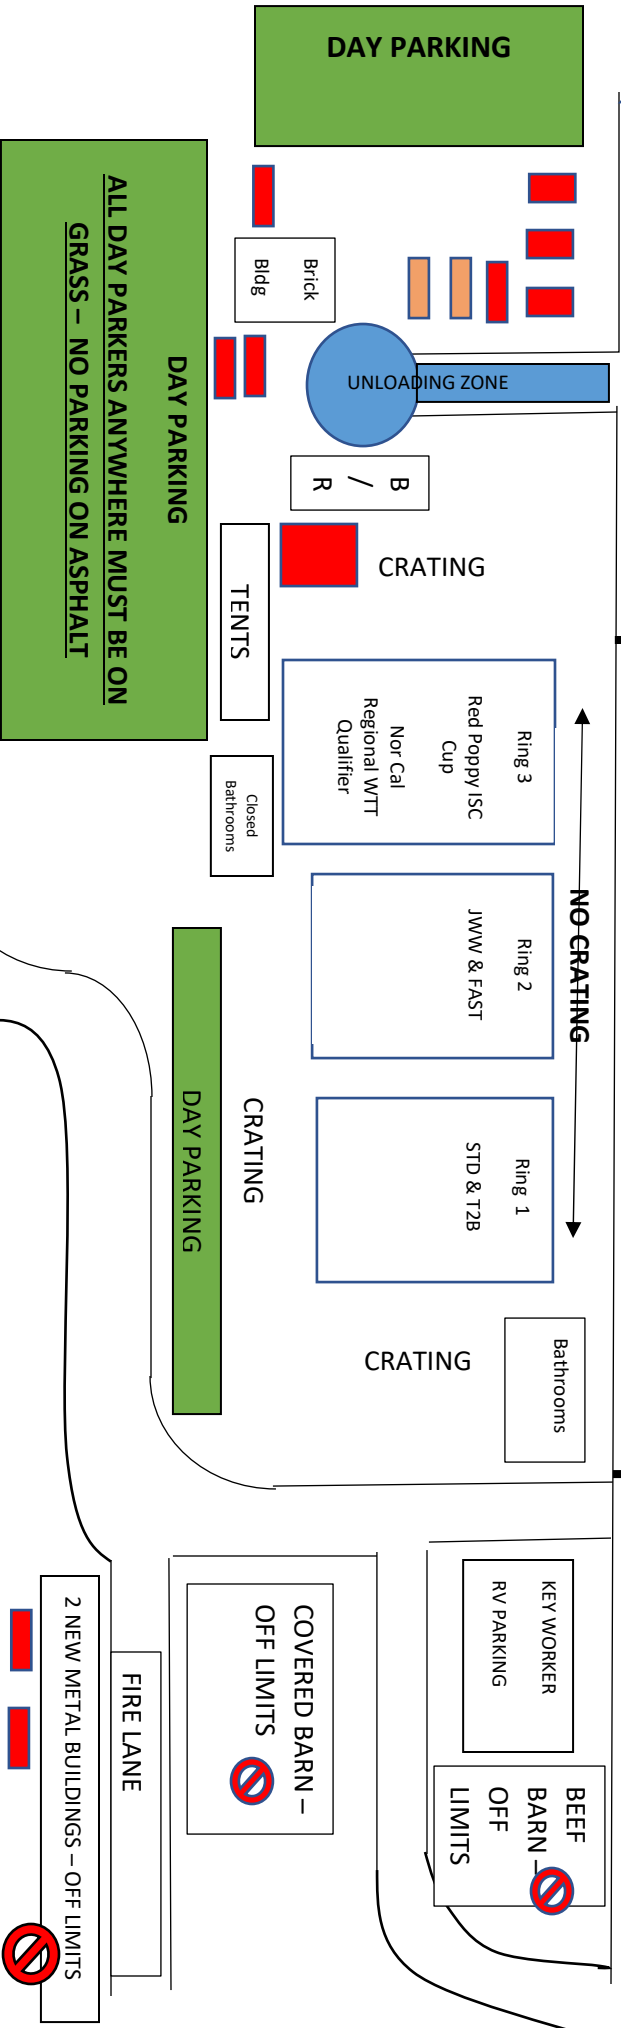 DAY PARKING
ALL DAY PARKERS ANYWHERE MUST BE ON
GRASS – NO PARKING ON ASPHALT
DAY PARKING
Brick
Bldg
UNLOADING ZONE
B / R
CRATING
TENTS
Ring 3
Red Poppy ISC
Cup
Nor Cal
Regional WTT
Qualifier
Closed
Bathrooms
NO CRATING
Ring 2
JWW & FAST
Ring 1
STD & T2B
CRATING
DAY PARKING
CRATING
Bathrooms
KEY WORKER
RV PARKING
BEEF
BARN –
OFF
LIMITS
COVERED BARN –
OFF LIMITS
FIRE LANE
2 NEW METAL BUILDINGS – OFF LIMITS